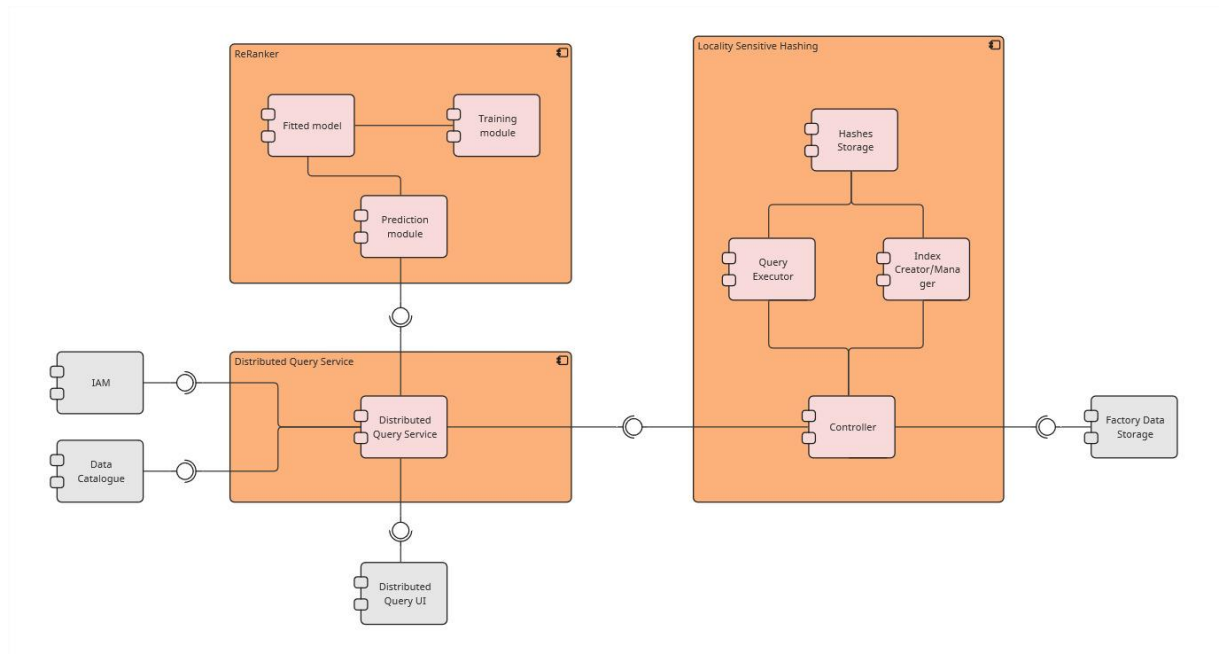 ReRanker
Fitted model
Training
module
Prediction
module
Locality Sensitive Hashing
Hashes
Storage
Query
Executor
Index
Creator/Mana
ger
IAM
Data
Catalogue
Distributed Query Service
Distributed
Query Service
Controller
Factory Data
Storage
Distributed
Query UI